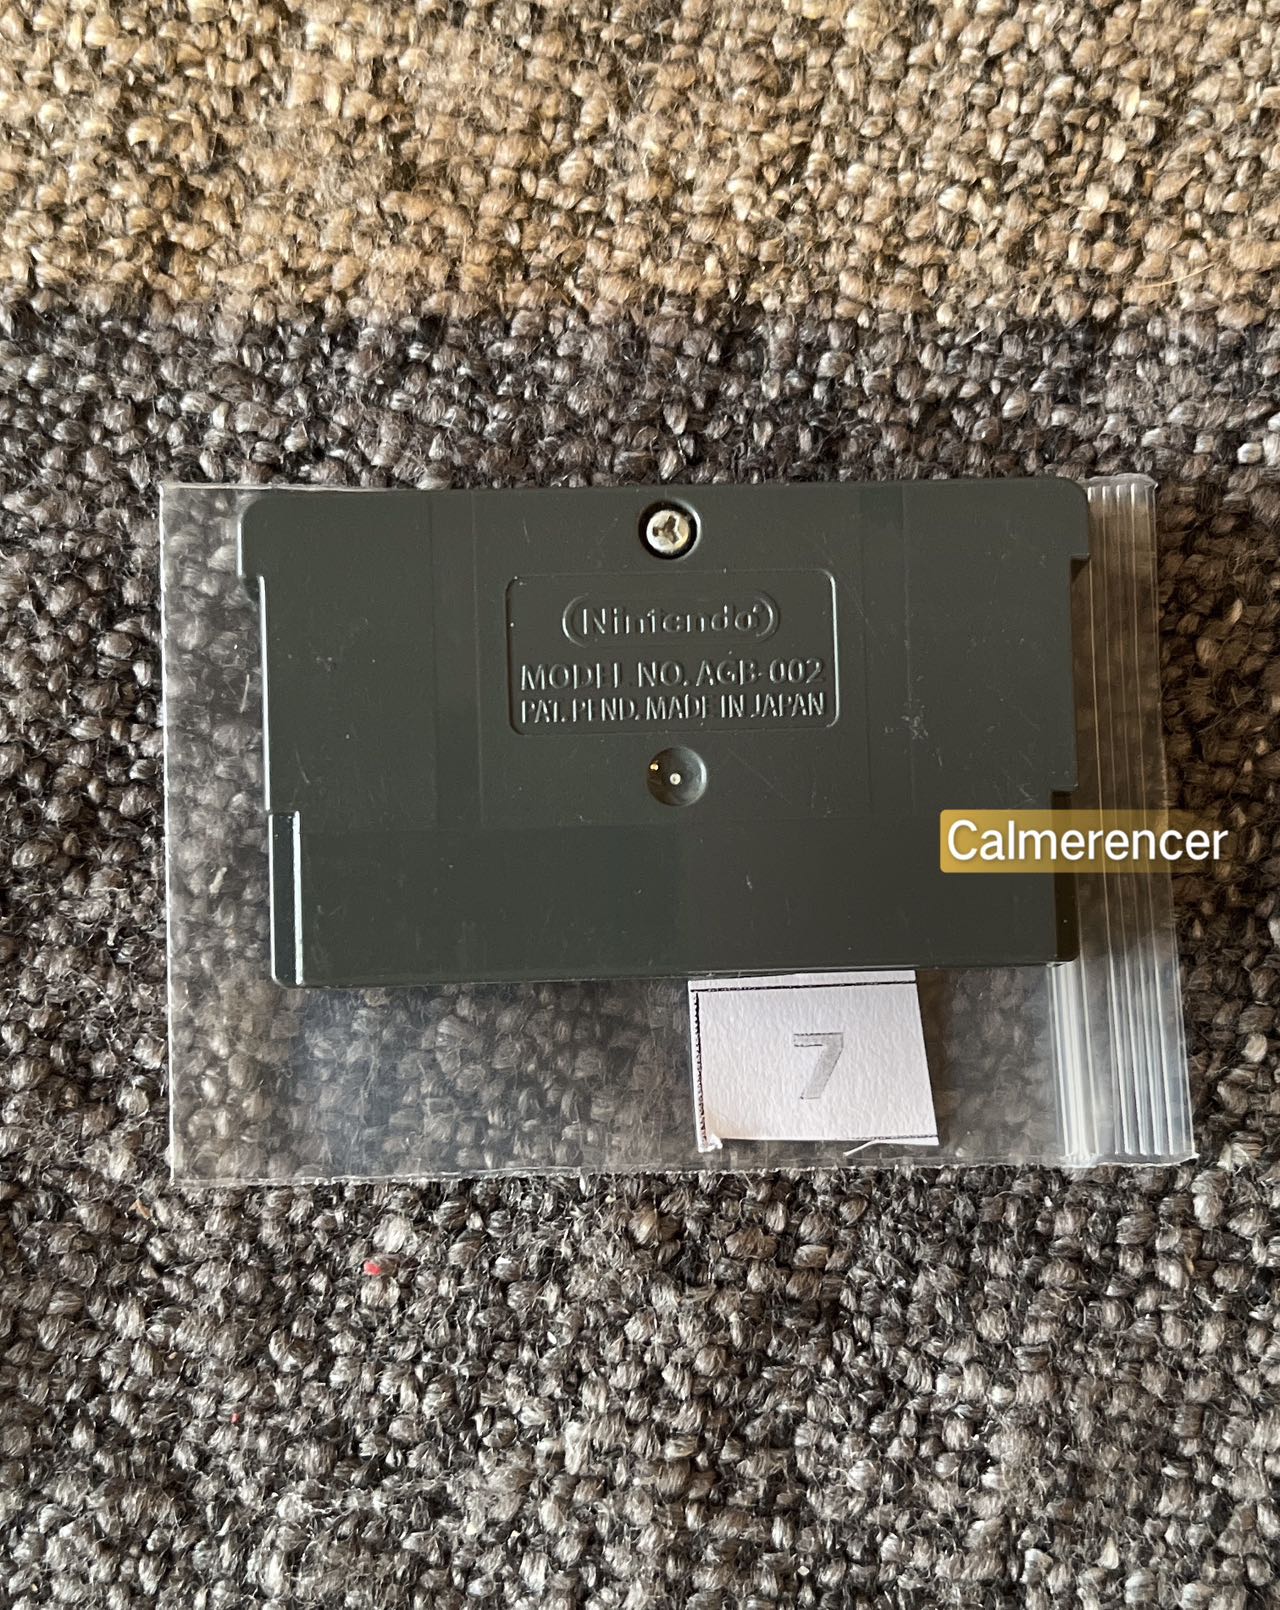 Nintendo
MODEL NO. AGB-002
PAT. PEND. MADE IN JAPAN
Calmerencer
7